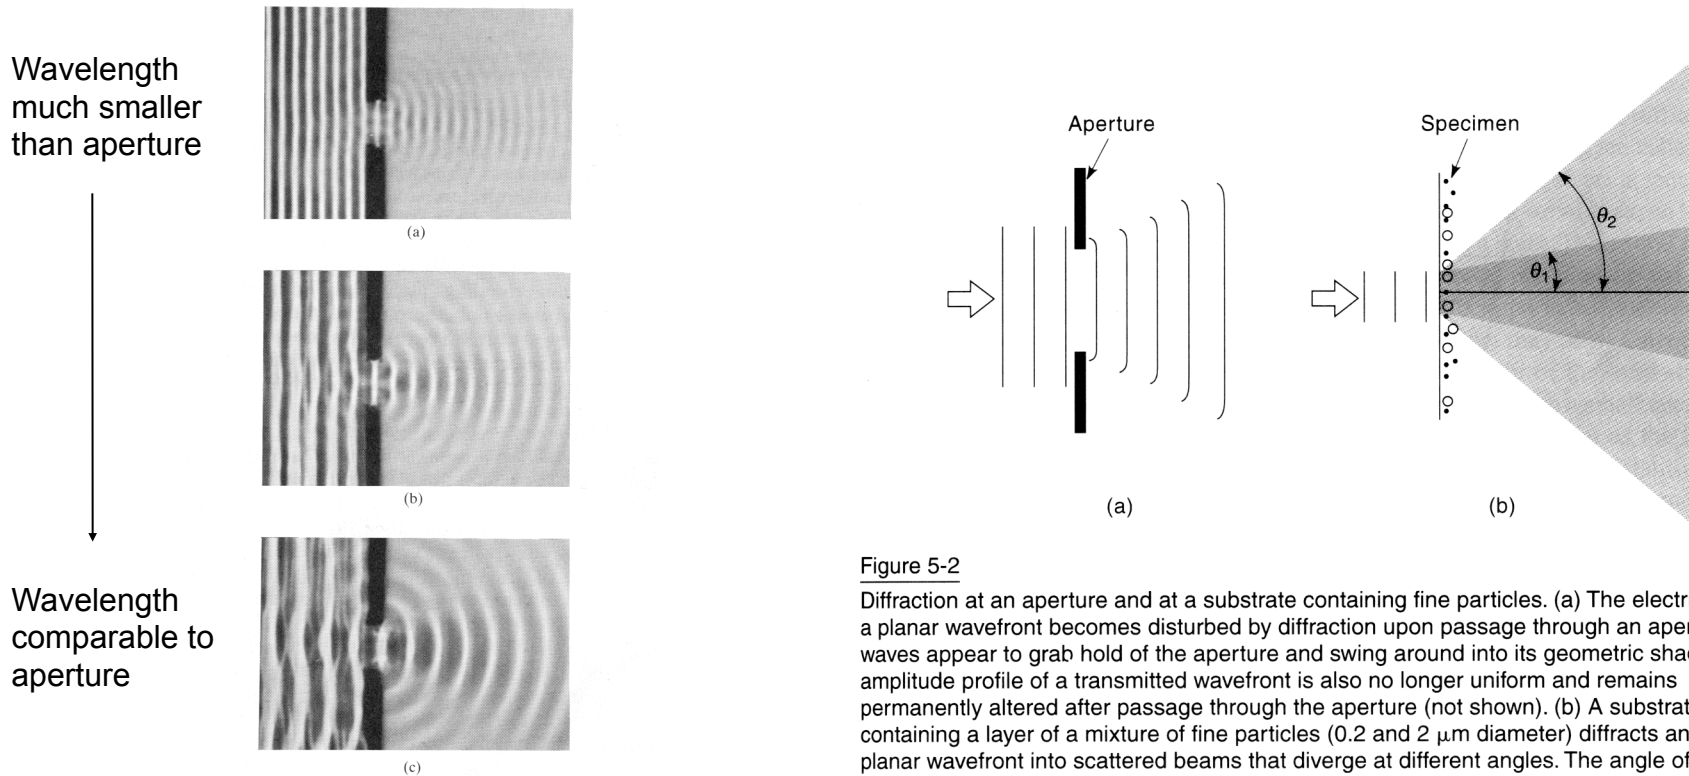 Wavelength
much smaller
than aperture
(a)
(b)
Wavelength
comparable to
aperture
(c)
Aperture
(a)
Specimen
θ2
θ1
(b)
Figure 5-2
Diffraction at an aperture and at a substrate containing fine particles. (a) The electri
a planar wavefront becomes disturbed by diffraction upon passage through an aper
waves appear to grab hold of the aperture and swing around into its geometric shad
amplitude profile of a transmitted wavefront is also no longer uniform and remains
permanently altered after passage through the aperture (not shown). (b) A substrat
containing a layer of a mixture of fine particles (0.2 and 2 μm diameter) diffracts an
planar wavefront into scattered beams that diverge at different angles. The angle of